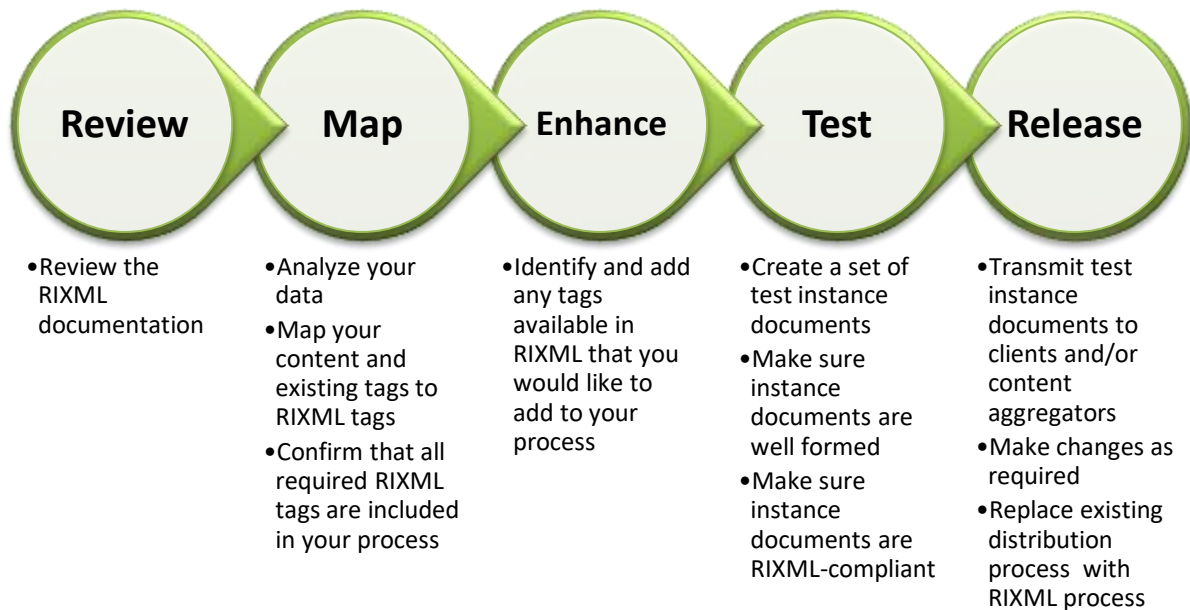 Review
Map
Enhance
Test
Release
•Review the
RIXML
documentation
•Analyze your
data
•Map your
content and
existing tags to
RIXML tags
•Confirm that all
required RIXML
tags are included
in your process
•Identify and add
any tags
available in
RIXML that you
would like to
add to your
process
•Create a set of
test instance
documents
•Make sure
instance
documents are
well formed
•Make sure
instance
documents are
RIXML-compliant
•Transmit test
instance
documents to
clients and/or
content
aggregators
•Make changes as
required
•Replace existing
distribution
process with
RIXML process